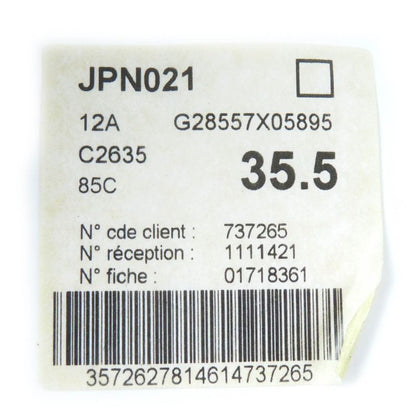 JPN021
12A G28557X05895
C2635 35.5
85C
N° cde client : 737265
N° réception : 1111421
N° fiche : 01718361
3572627814614737265